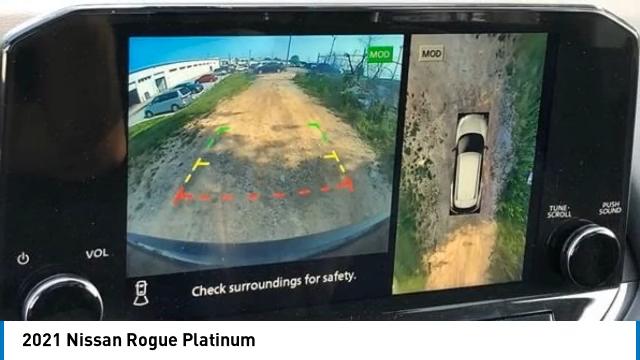 MOD
MOD
VOL
TUNE·
SCROLL
PUSH
SOUND
Check surroundings for safety.
2021 Nissan Rogue Platinum